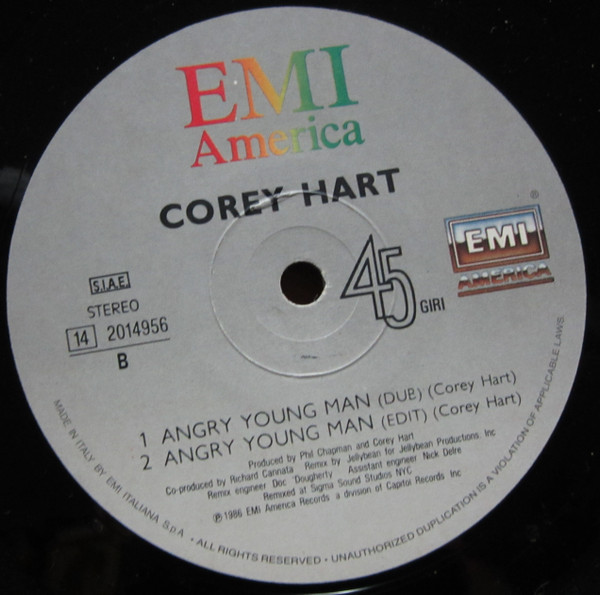 EMI
America
COREY HART
®
EMI
AMERICA
45 GIRI
S.I.A.E.
STEREO
14 2014956
B
1 ANGRY YOUNG MAN (DUB) (Corey Hart)
2 ANGRY YOUNG MAN (EDIT) (Corey Hart)
Produced by Phil Chapman and Corey Hart
Co-produced by Richard Cannata Remix by Jellybean for Jellybean Productions, Inc
Remix engineer Doc 'Dougherty Assistant engineer Nick Delre
Remixed at Sigma Sound Studios NYC
℗ 1986 EMI America Records a division of Capitol Records Inc
MADE IN ITALY BY EMI ITALIANA S.p.A. • ALL RIGHTS RESERVED • UNAUTHORIZED DUPLICATION IS A VIOLATION OF APPLICABLE LAWS